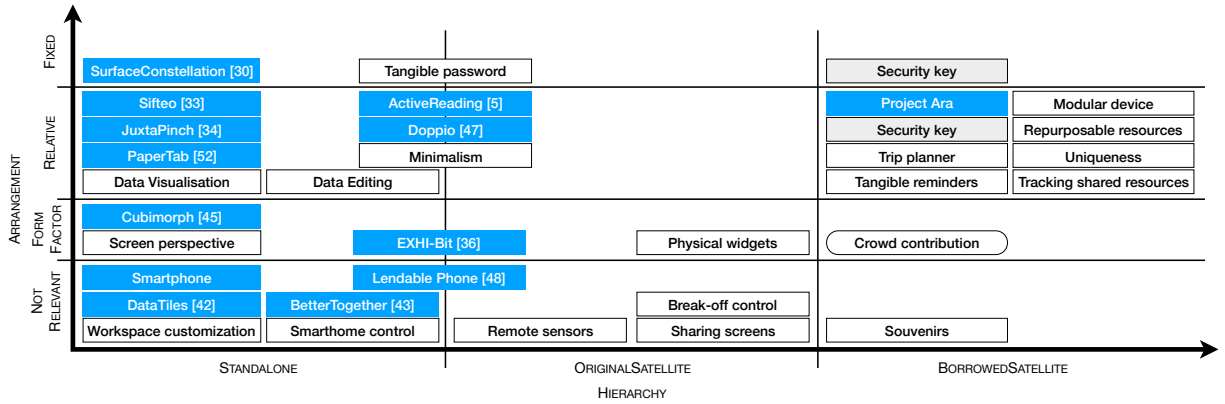 FIXED
SurfaceConstellation [30]
Tangible password
Security key
RELATIVE
Sifteo [33]
ActiveReading [5]
Project Ara
Modular device
JuxtaPinch [34]
Doppio [47]
Security key
Repurposable resources
PaperTab [52]
Minimalism
Trip planner
Uniqueness
Data Visualisation
Data Editing
Tangible reminders
Tracking shared resources
ARRANGEMENT
FORM
FACTOR
Cubimorph [45]
Screen perspective
EXHI-Bit [36]
Physical widgets
Crowd contribution
NOT
RELEVANT
Smartphone
Lendable Phone [48]
DataTiles [42]
BetterTogether [43]
Break-off control
Workspace customization
Smarthome control
Remote sensors
Sharing screens
Souvenirs
STANDALONE
ORIGINALSATELLITE
BORROWEDSATELLITE
HIERARCHY